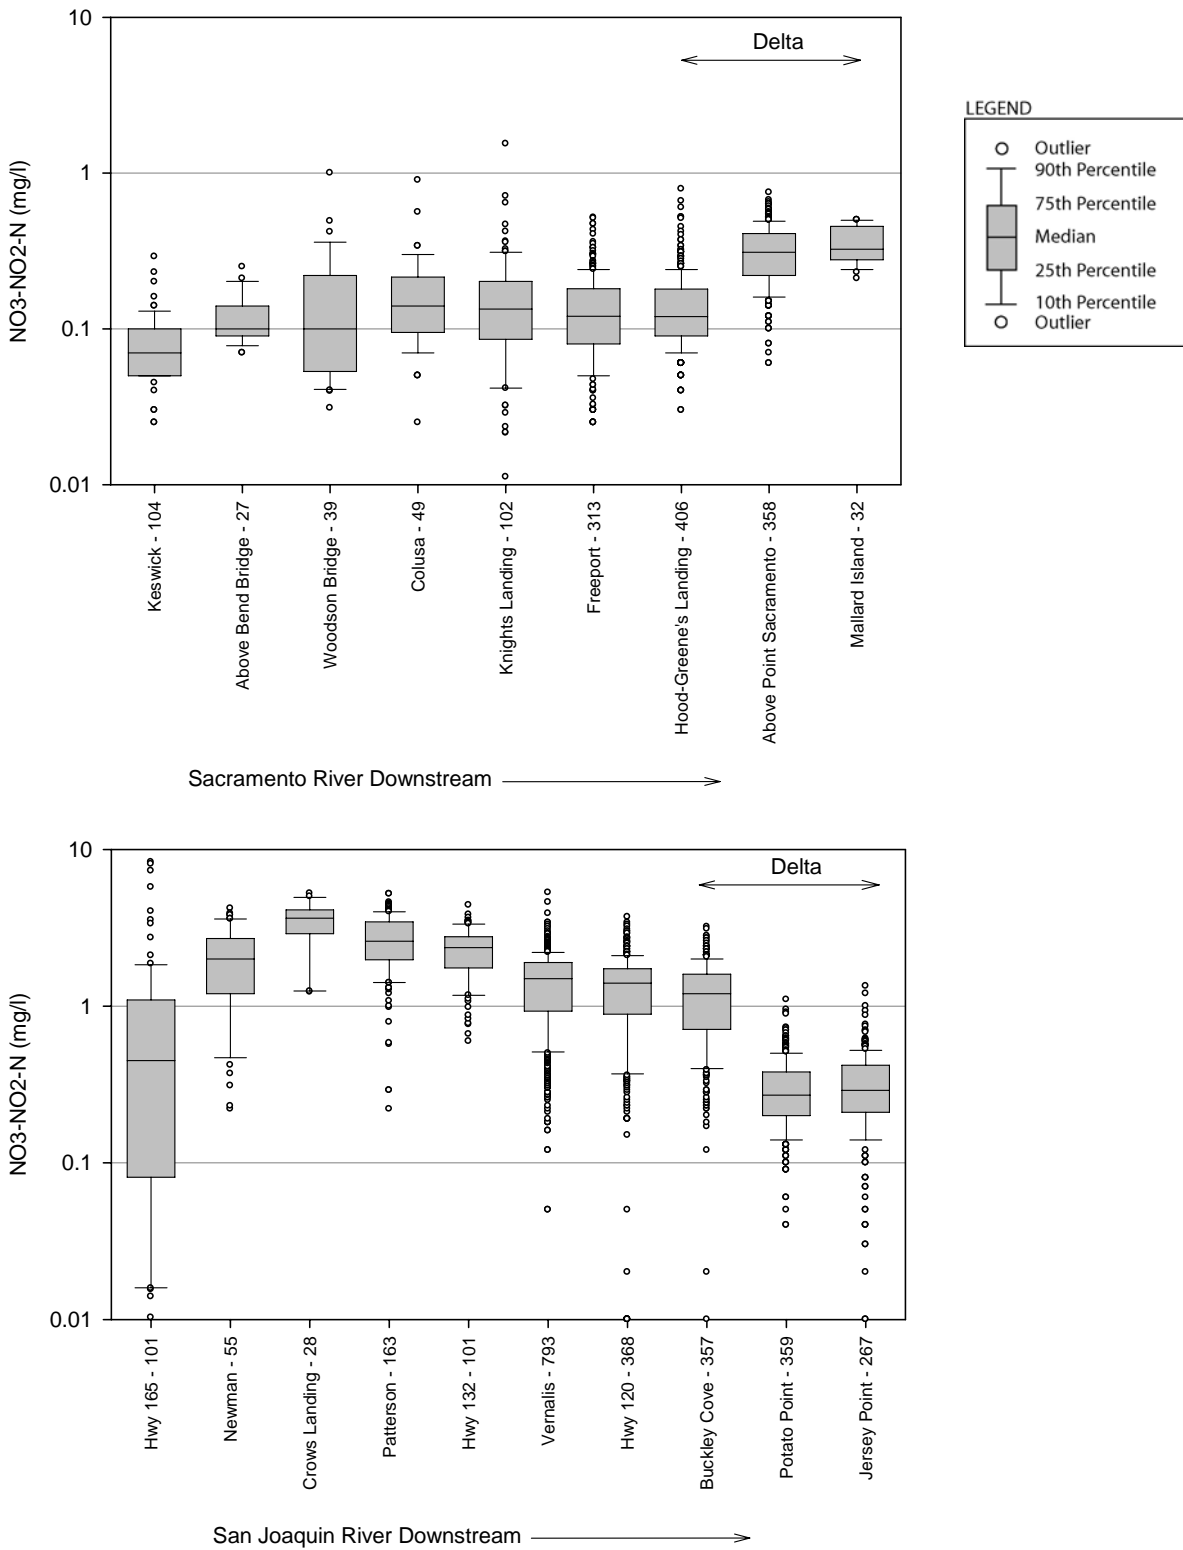 10
1
0.1
0.01
NO3-NO2-N (mg/l)
Delta
Keswick - 104
Above Bend Bridge - 27
Woodson Bridge - 39
Colusa - 49
Knights Landing - 102
Freeport - 313
Hood-Greene's Landing - 406
Above Point Sacramento - 358
Mallard Island - 32
Sacramento River Downstream
LEGEND
Outlier
90th Percentile
75th Percentile
Median
25th Percentile
10th Percentile
Outlier
10
1
0.1
0.01
NO3-NO2-N (mg/l)
Delta
Hwy 165 - 101
Newman - 55
Crows Landing - 28
Patterson - 163
Hwy 132 - 101
Vernalis - 793
Hwy 120 - 368
Buckley Cove - 357
Potato Point - 359
Jersey Point - 267
San Joaquin River Downstream